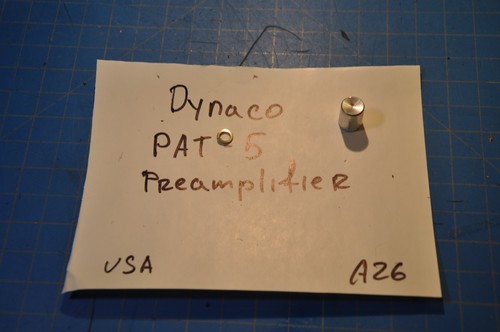 Dynaco
PAT 5
Preamplifier
USA
A26